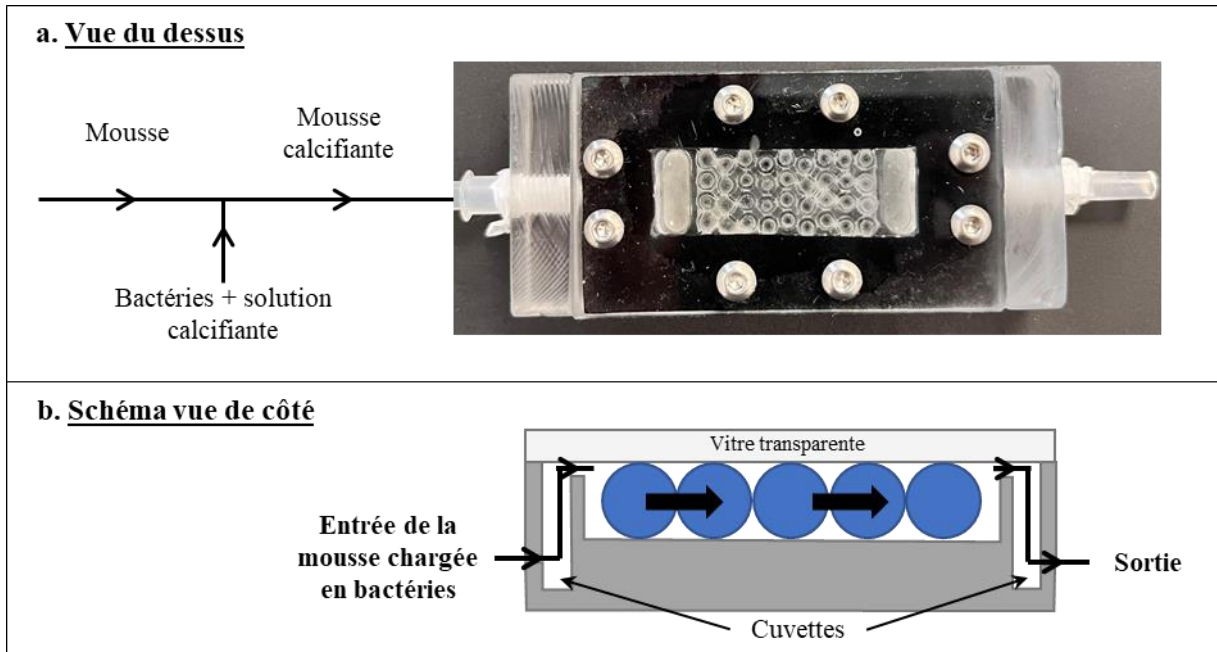 a. Vue du dessus
Mousse
Mousse
calcifiante
Bactéries + solution
calcifiante
b. Schéma vue de côté
Vitre transparente
Entrée de la
mousse chargée
en bactéries
Sortie
Cuvettes